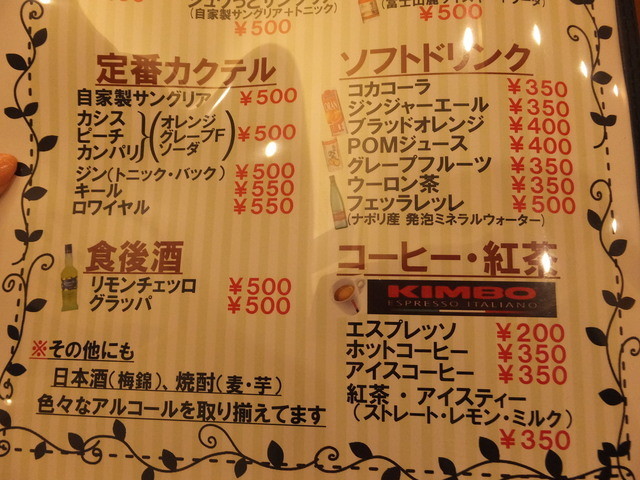 (自家製サングリア+トニック)
¥500
¥500
定番カクテル
自家製サングリア ¥500
カシス
ピーチ
カンパリ
オレンジ
グレープF
ソーダ
¥500
ジン(トニック・バック) ¥500
キール ¥550
ロワイヤル ¥550
食後酒
リモンチェッロ ¥500
グラッパ ¥500
※その他にも
日本酒(梅錦)、焼酎(麦・芋)
色々なアルコールを取り揃えてます
ソフトドリンク
コカコーラ ¥350
ジンジャーエール ¥350
ブラッドオレンジ ¥400
POMジュース ¥400
グレープフルーツ ¥350
ウーロン茶 ¥350
フェッラレッレ ¥500
(ナポリ産 発泡ミネラルウォーター)
コーヒー・紅茶
KIMBO
ESPRESSO ITALIANO
エスプレッソ ¥200
ホットコーヒー ¥350
アイスコーヒー ¥350
紅茶・アイスティー
(ストレート・レモン・ミルク)
¥350